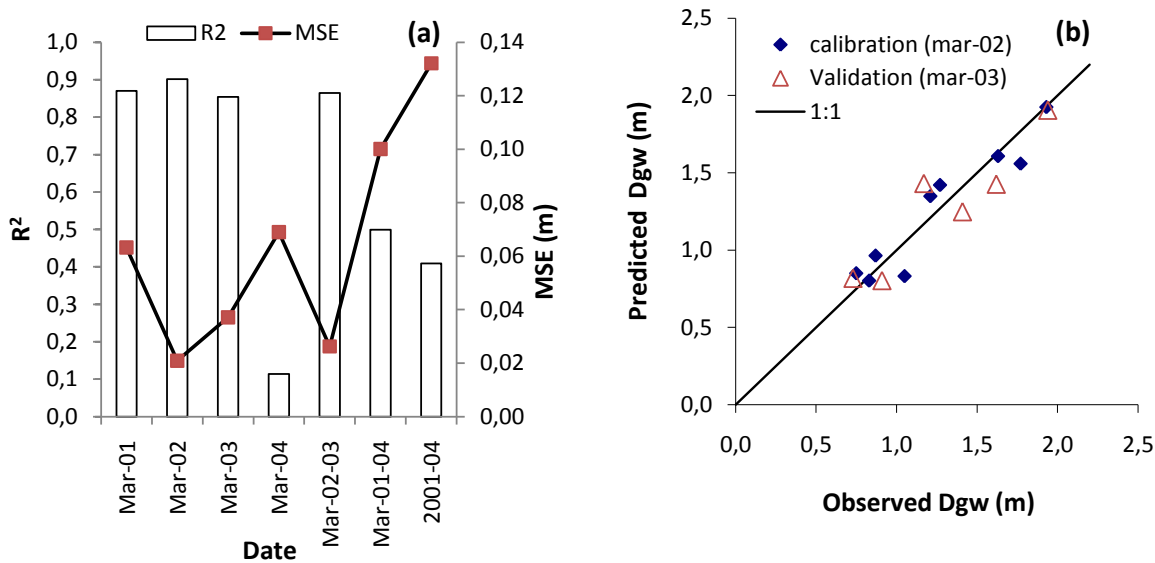 R2 MSE (a)
1,0
0,9
0,8
0,7
0,6
0,5
0,4
0,3
0,2
0,1
0,0
R²
0,14
0,12
0,10
0,08
0,06
0,04
0,02
0,00
MSE (m)
Mar-01
Mar-02
Mar-03
Mar-04
Mar-02-03
Mar-01-04
2001-04
Date
(b)
calibration (mar-02)
Validation (mar-03)
1:1
2,5
2,0
1,5
1,0
0,5
0,0
Predicted Dgw (m)
0,0 0,5 1,0 1,5 2,0 2,5
Observed Dgw (m)